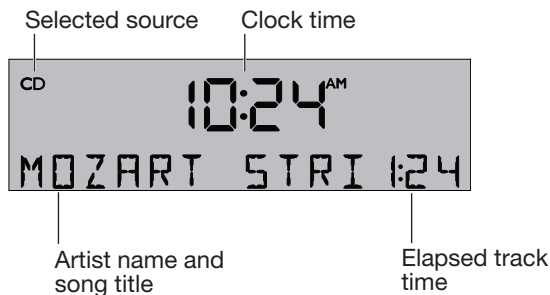 Selected source Clock time
CD 10:24 AM
MOZART STRI 1:24
Artist name and song title
Elapsed track time